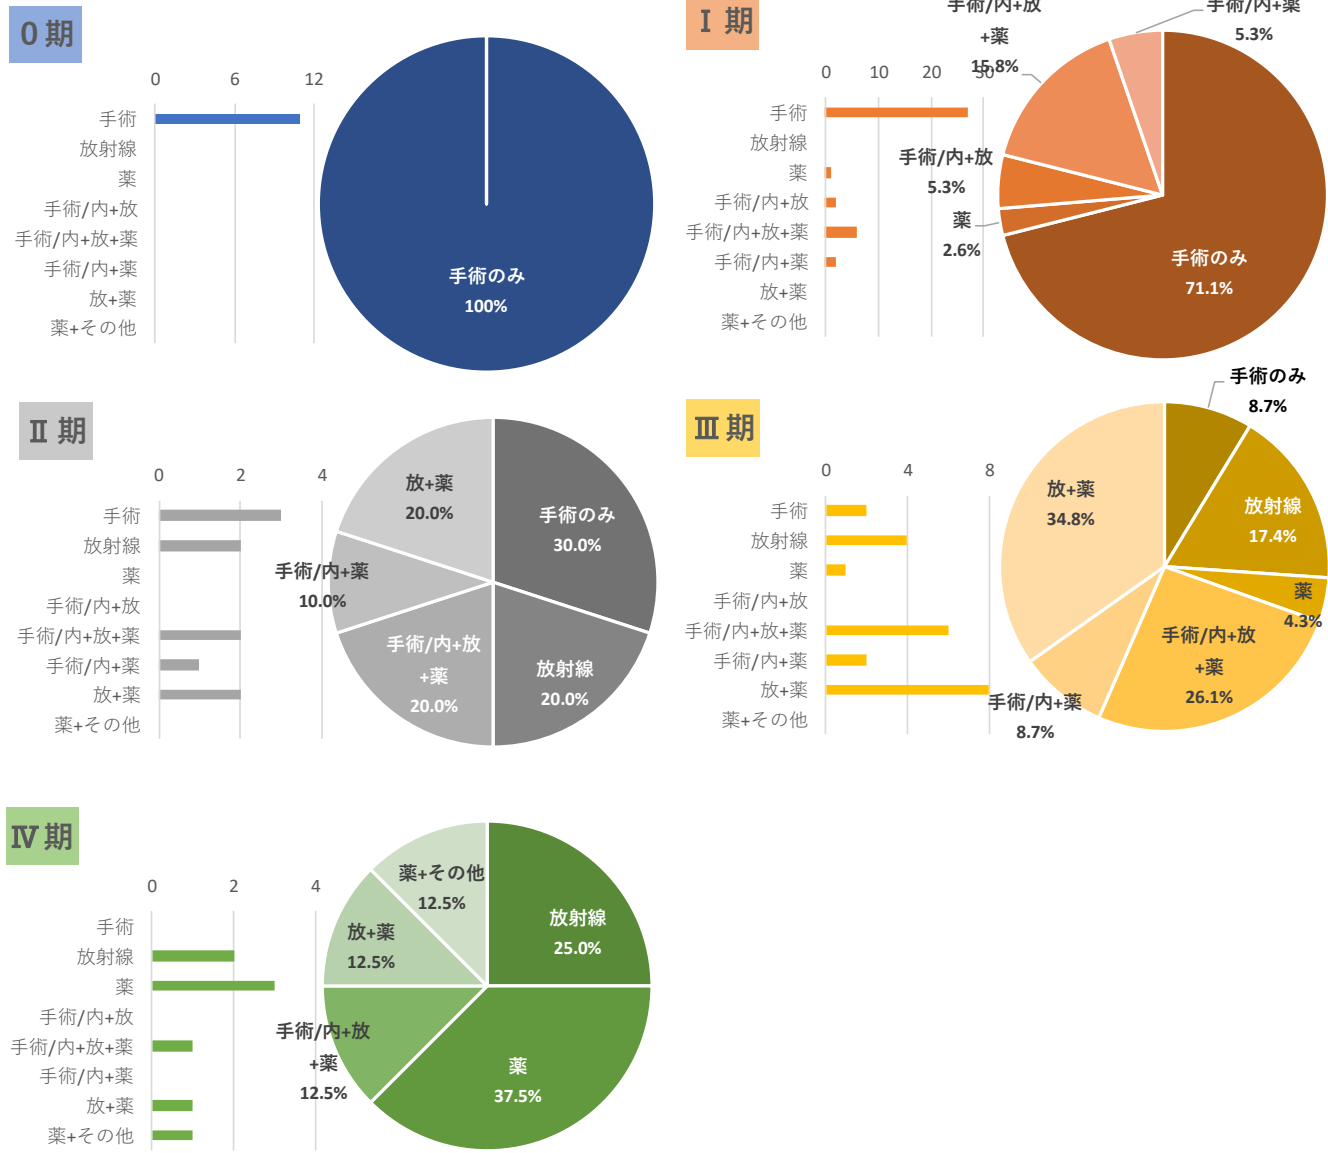 0 期
0 6 12
手術
放射線
薬
手術/内+放
手術/内+放+薬
手術/内+薬
放+薬
薬+その他
手術のみ
100%
I 期
0 10 20 30
手術
放射線
薬
手術/内+放
手術/内+放+薬
手術/内+薬
放+薬
薬+その他
手術/内+放
+薬
15.8%
手術/内+薬
5.3%
手術/内+放
5.3%
薬
2.6%
手術のみ
71.1%
Ⅱ 期
0 2 4
手術
放射線
薬
手術/内+放
手術/内+放+薬
手術/内+薬
放+薬
薬+その他
放+薬
20.0%
手術のみ
30.0%
手術/内+薬
10.0%
手術/内+放
+薬
20.0%
放射線
20.0%
Ⅲ 期
0 4 8
手術
放射線
薬
手術/内+放
手術/内+放+薬
手術/内+薬
放+薬
薬+その他
手術のみ
8.7%
放+薬
34.8%
放射線
17.4%
薬
4.3%
手術/内+放
+薬
26.1%
手術/内+薬
8.7%
Ⅳ 期
0 2 4
手術
放射線
薬
手術/内+放
手術/内+放+薬
手術/内+薬
放+薬
薬+その他
薬+その他
12.5%
放射線
25.0%
放+薬
12.5%
手術/内+放
+薬
12.5%
薬
37.5%